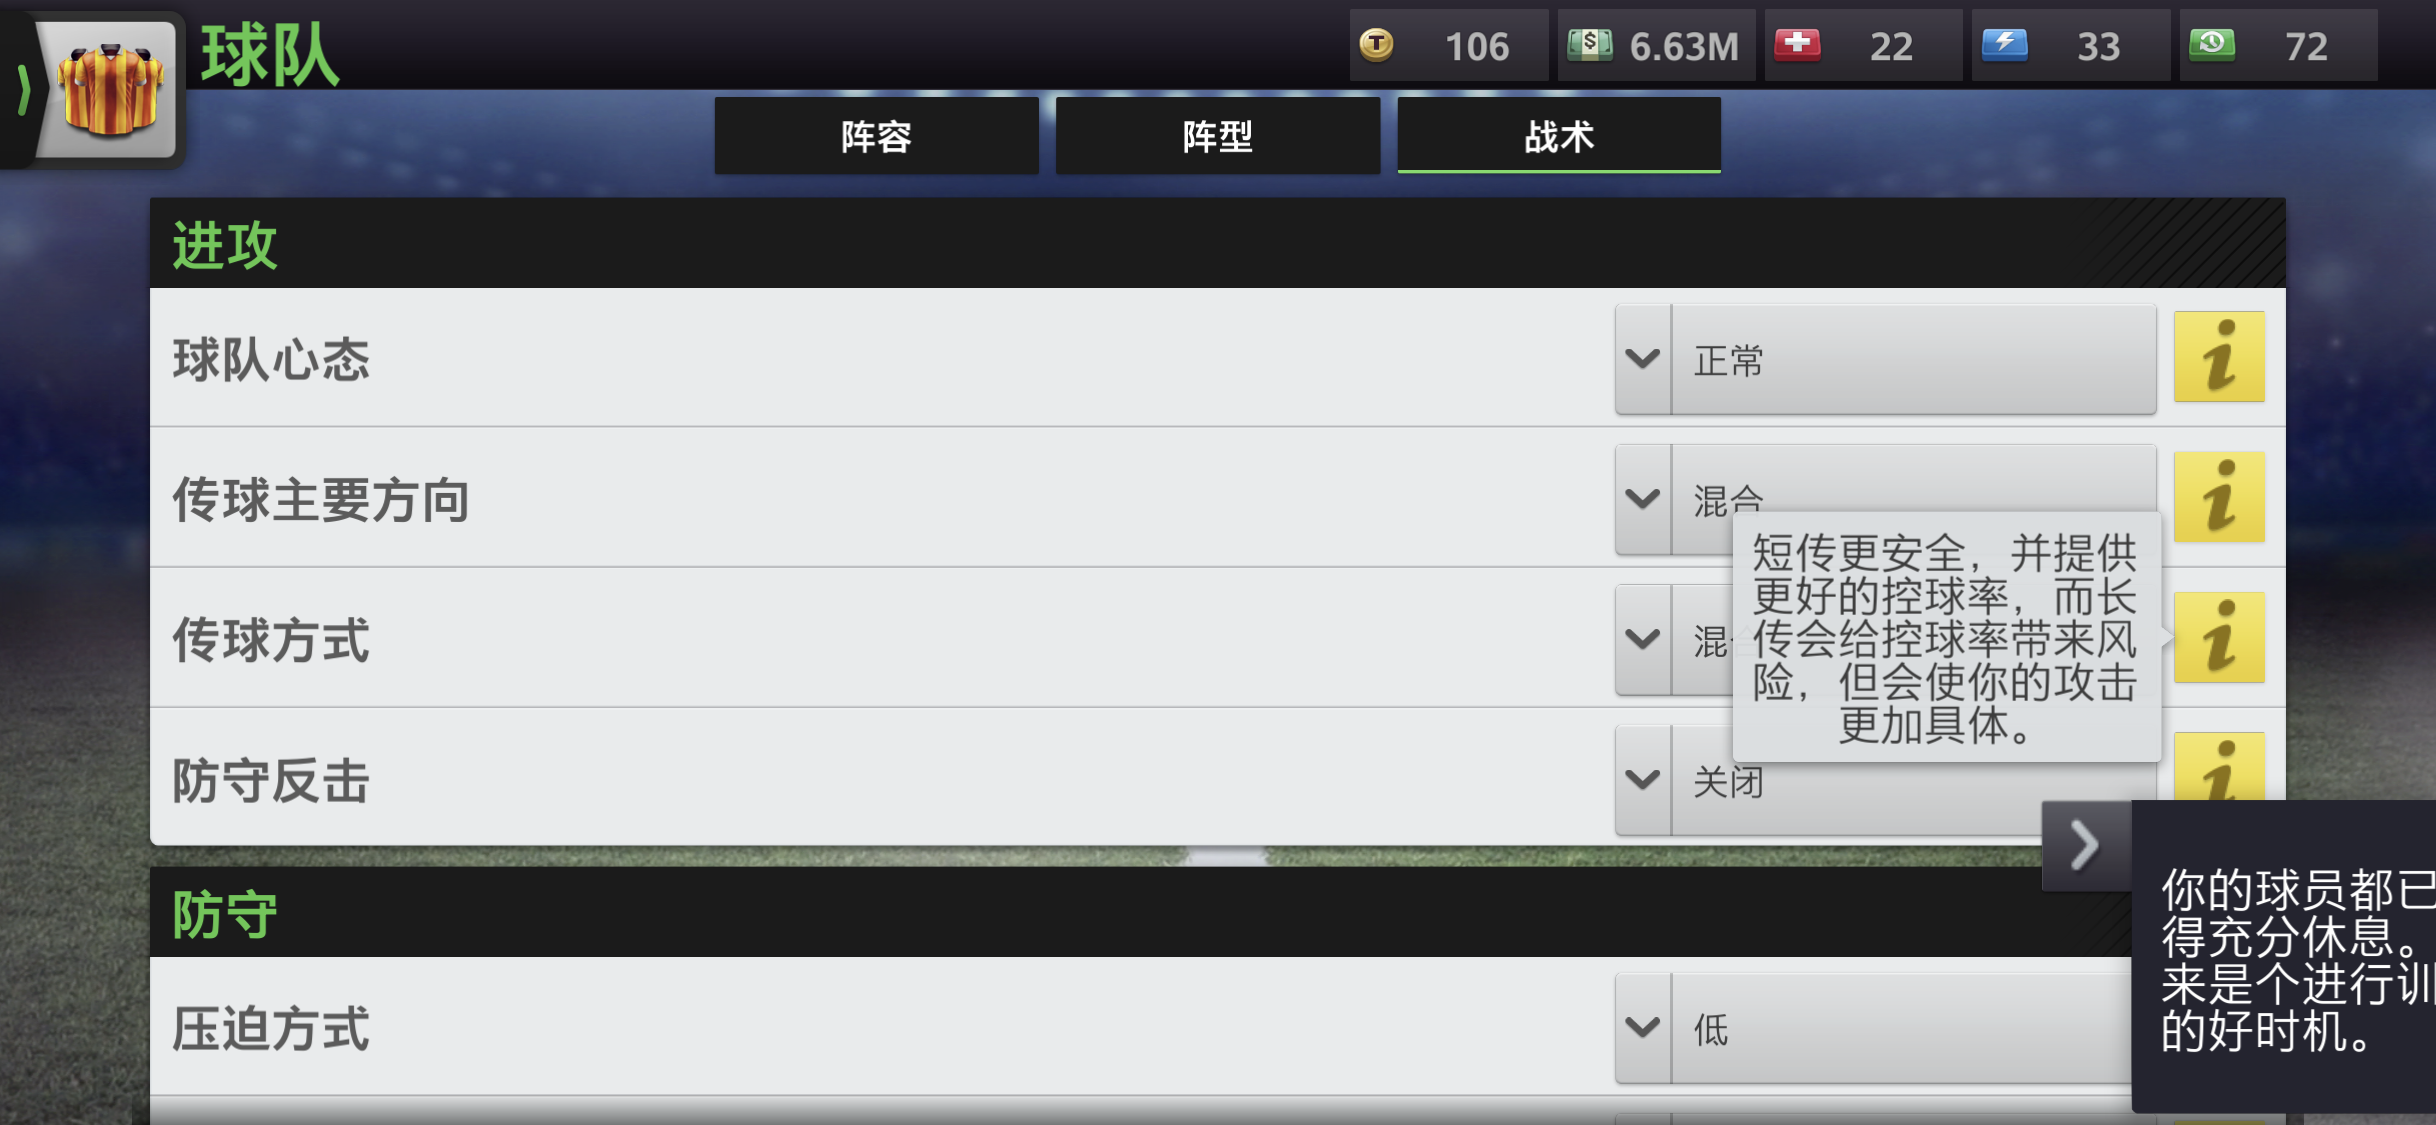 球队
106
6.63M
22
33
72
阵容
阵型
战术
进攻
球队心态
正常
传球主要方向
混合
传球方式
混合
短传更安全，并提供
更好的控球率，而长
传会给控球率带来风
险，但会使你的攻击
更加具体。
防守反击
关闭
防守
压迫方式
低
你的球员都已
得充分休息。
来是个进行训
的好时机。